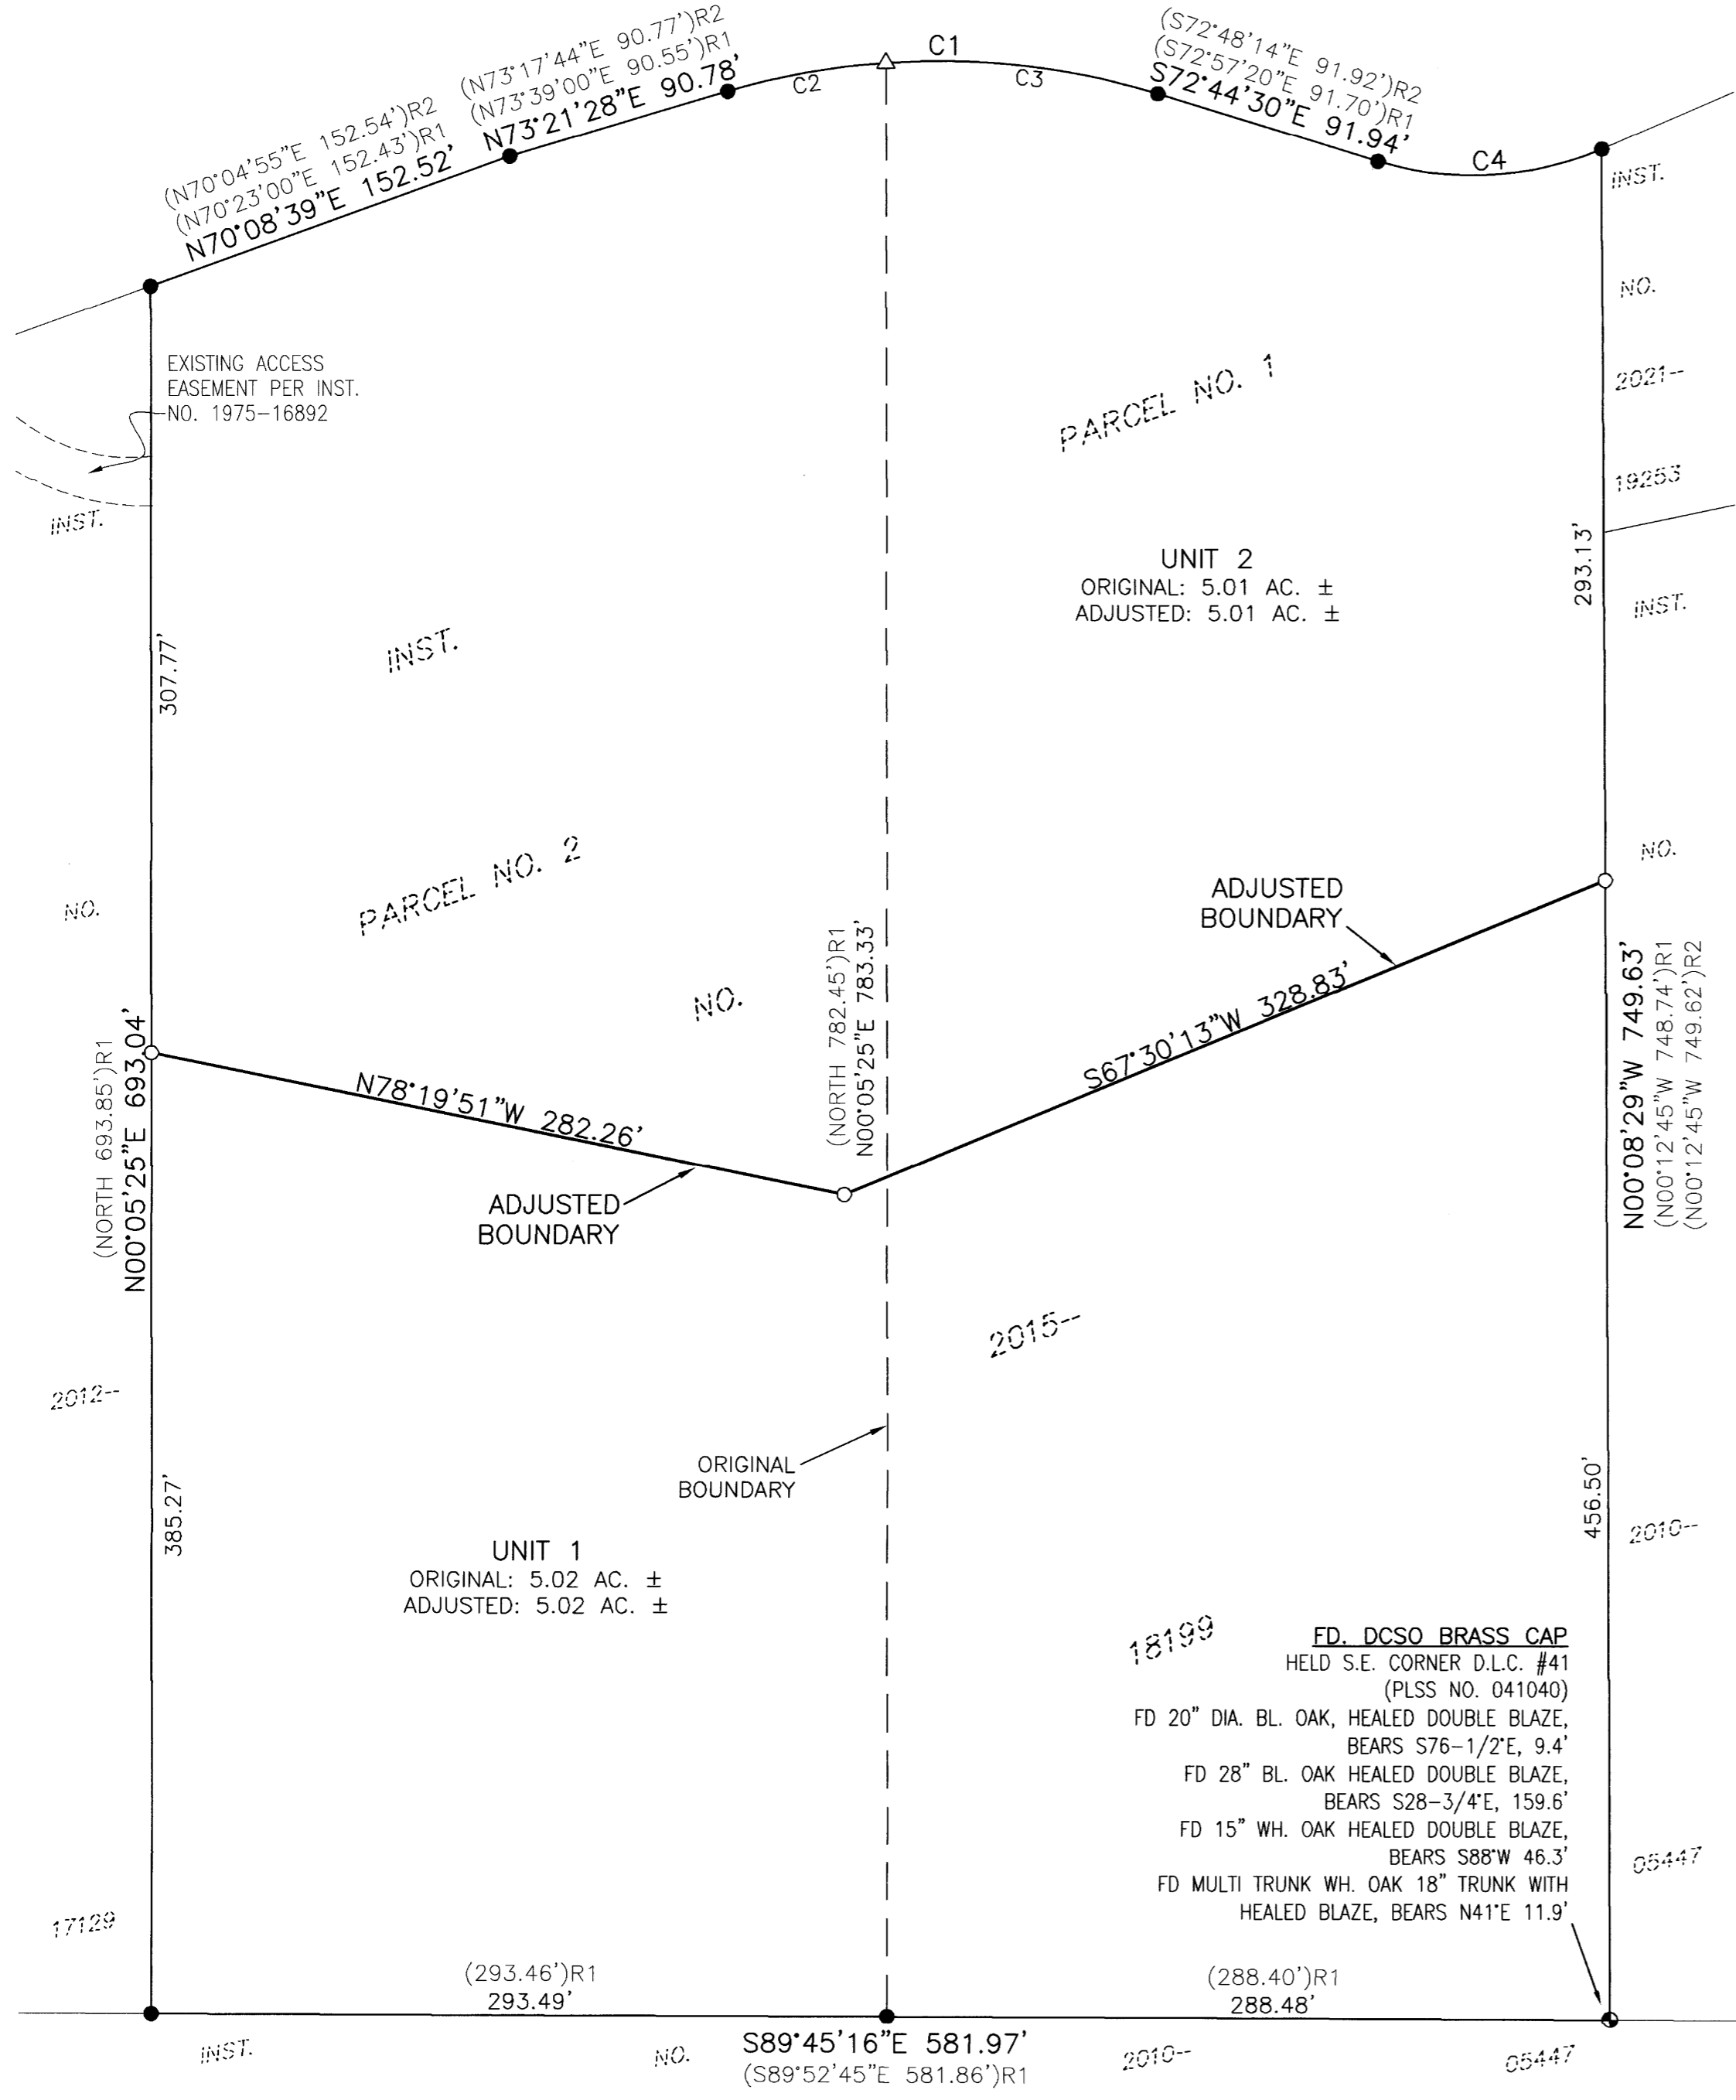 (N70°04'55"E 152.54')R2
(N70°23'00"E 152.43')R1
N70°08'39"E 152.52'
(N73°17'44"E 90.77')R2
(N73°39'00"E 90.55')R1
N73°21'28"E 90.78'
C2
C1
C3
(S72°48'14"E 91.92')R2
(S72°57'20"E 91.70')R1
S72°44'30"E 91.94'
C4
INST.
NO.
2021--
19253
EXISTING ACCESS
EASEMENT PER INST.
NO. 1975-16892
INST.
PARCEL NO. 1
UNIT 2
ORIGINAL: 5.01 AC. ±
ADJUSTED: 5.01 AC. ±
293.13'
INST.
307.77'
INST.
PARCEL NO. 2
NO.
NO.
NO.
ADJUSTED
BOUNDARY
(NORTH 782.45')R1
N00°05'25"E 783.33'
S67°30'13"W 328.83'
N00°08'29"W 749.63'
(N00°12'45"W 748.74')R1
(N00°12'45"W 749.62')R2
(NORTH 693.85')R1
N00°05'25"E 693.04'
N78°19'51"W 282.26'
ADJUSTED
BOUNDARY
2015--
2012--
385.27'
ORIGINAL
BOUNDARY
456.50'
2010--
UNIT 1
ORIGINAL: 5.02 AC. ±
ADJUSTED: 5.02 AC. ±
18199
FD. DCSO BRASS CAP
HELD S.E. CORNER D.L.C. #41
(PLSS NO. 041040)
FD 20" DIA. BL. OAK, HEALED DOUBLE BLAZE,
BEARS S76-1/2°E, 9.4'
FD 28" BL. OAK HEALED DOUBLE BLAZE,
BEARS S28-3/4°E, 159.6'
FD 15" WH. OAK HEALED DOUBLE BLAZE,
BEARS S88°W 46.3'
FD MULTI TRUNK WH. OAK 18" TRUNK WITH
HEALED BLAZE, BEARS N41°E 11.9'
05447
17129
(293.46')R1
293.49'
(288.40')R1
288.48'
INST.
NO.
S89°45'16"E 581.97'
(S89°52'45"E 581.86')R1
2010--
05447